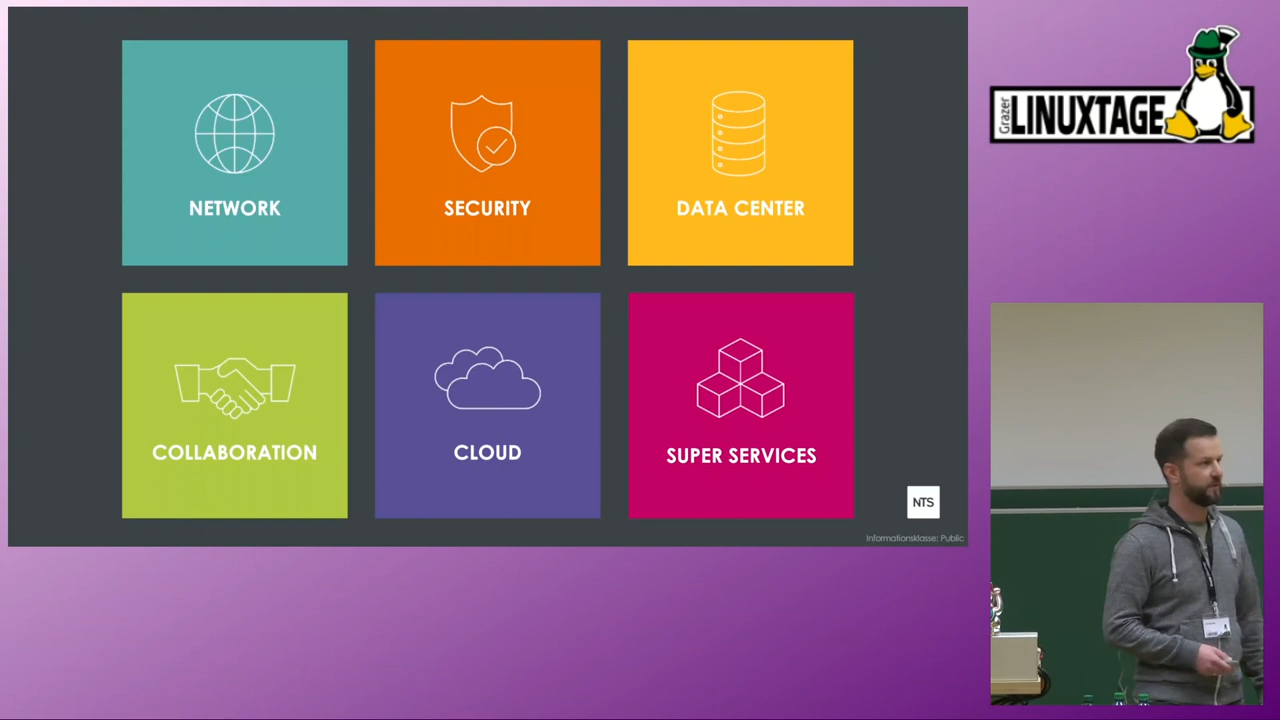 NETWORK
SECURITY
DATA CENTER
COLLABORATION
CLOUD
SUPER SERVICES
NTS
Informationsklasse: Public
Grazer
LINUXTAGE